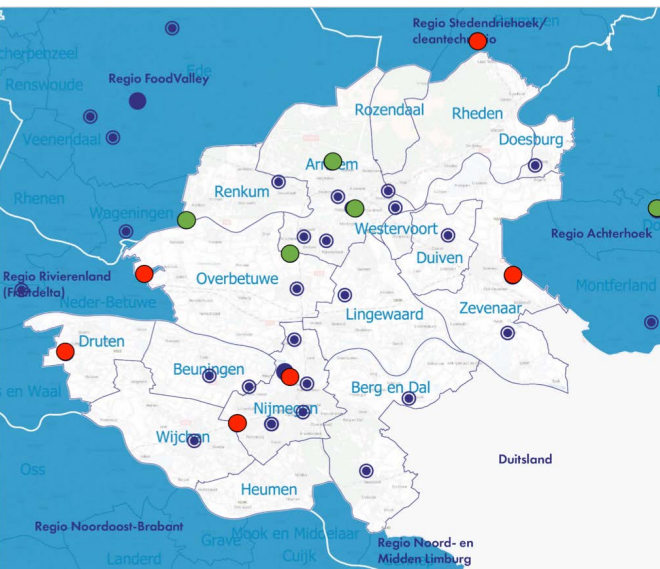 Regio Stedendriehoek/
cleantechregio
cherpenzeel
Ede
Renswoude
Regio FoodValley
Rozendaal
Rheden
Veenendaal
Doesburg
Arnhem
Renkum
Rhenen
Wageningen
Westervoort
Regio Achterhoek
Duiven
Regio Rivierenland
(Fruitdelta)
Overbetuwe
Neder-Betuwe
Montferland
Zevenaar
Lingewaard
Druten
Beuningen
Berg en Dal
s en Waal
Nijmegen
Wijchen
Duitsland
Oss
Heumen
Regio Noordoost-Brabant
Mook en Middelaar
Grave
Regio Noord- en
Midden Limburg
Landerd
Cuijk